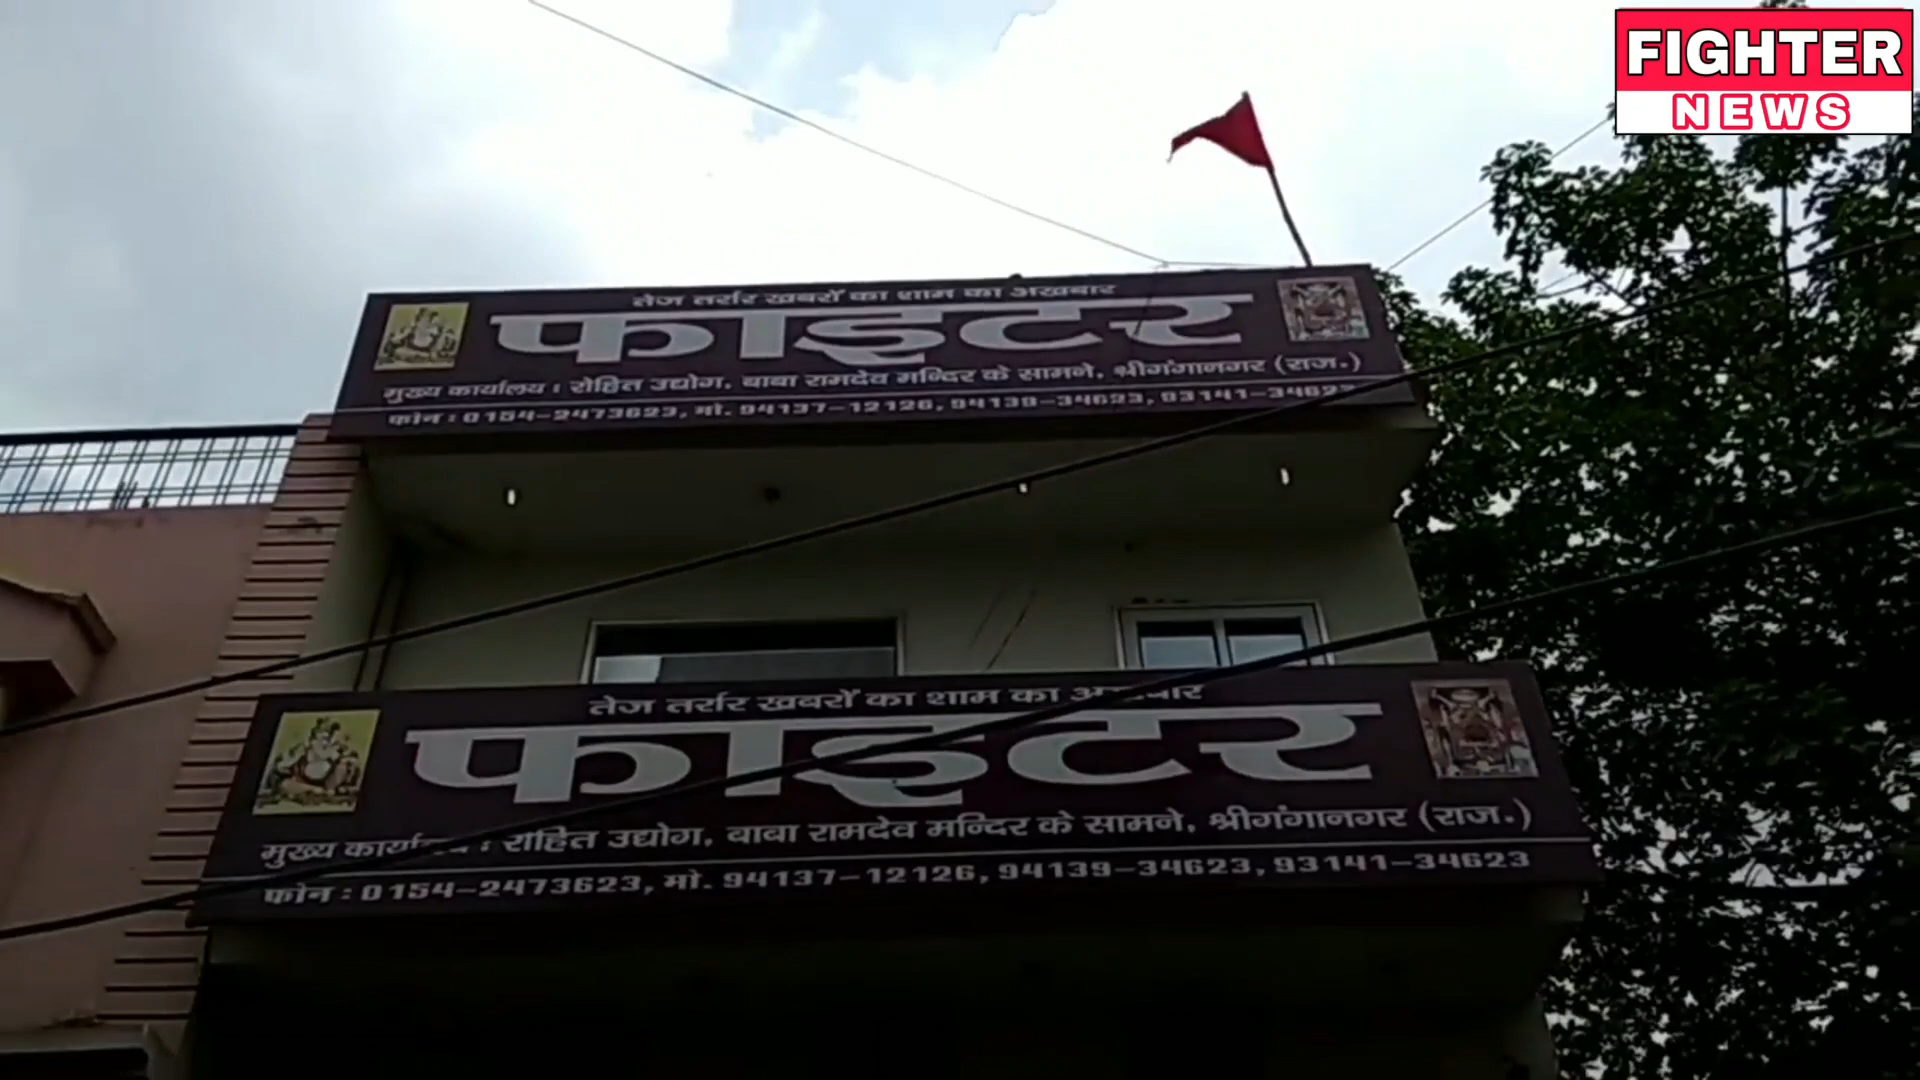 FIGHTER
NEWS
तेज तर्रार खबरों का शाम का अखबार
फाइटर
मुख्य कार्यालय : रोहित उद्योग, बाबा रामदेव मन्दिर के सामने, श्रीगंगानगर (राज.)
फोन : 0154-2473623, मो. 94137-12126, 94139-34623, 93141-34623
तेज तर्रार खबरों का शाम का अखबार
फाइटर
मुख्य कार्यालय : रोहित उद्योग, बाबा रामदेव मन्दिर के सामने, श्रीगंगानगर (राज.)
फोन : 0154-2473623, मो. 94137-12126, 94139-34623, 93141-34623